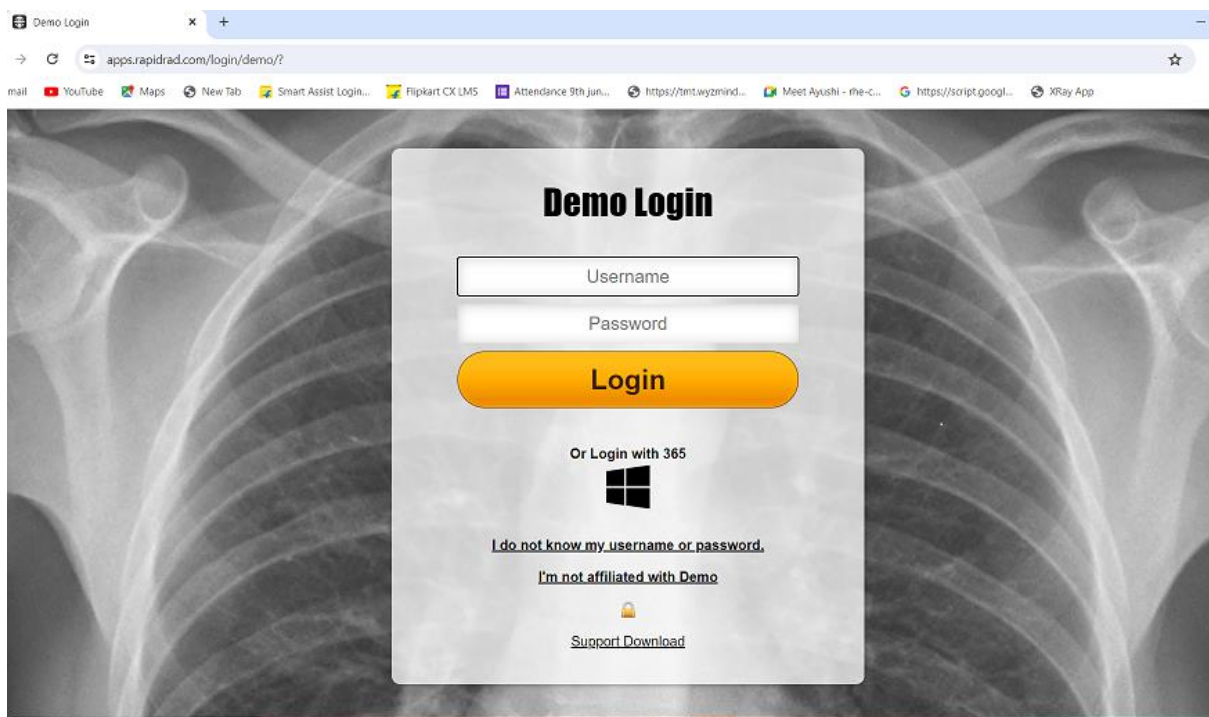 Demo Login
apps.rapidrad.com/login/demo/?
mail YouTube Maps New Tab Smart Assist Login... Flipkart CX LMS Attendance 9th jun... https://tmt.wyzmind... Meet Ayushi - rhe-c... https://script.googl... XRay App
Demo Login
Username
Password
Login
Or Login with 365
I do not know my username or password.
I'm not affiliated with Demo
Support Download